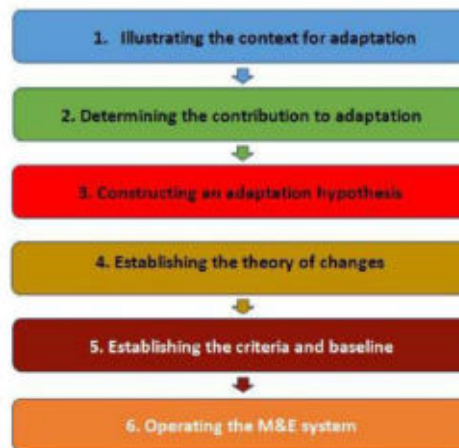 1. Illustrating the context for adaptation
2. Determining the contribution to adaptation
3. Constructing an adaptation hypothesis
4. Establishing the theory of changes
5. Establishing the criteria and baseline
6. Operating the M&E system